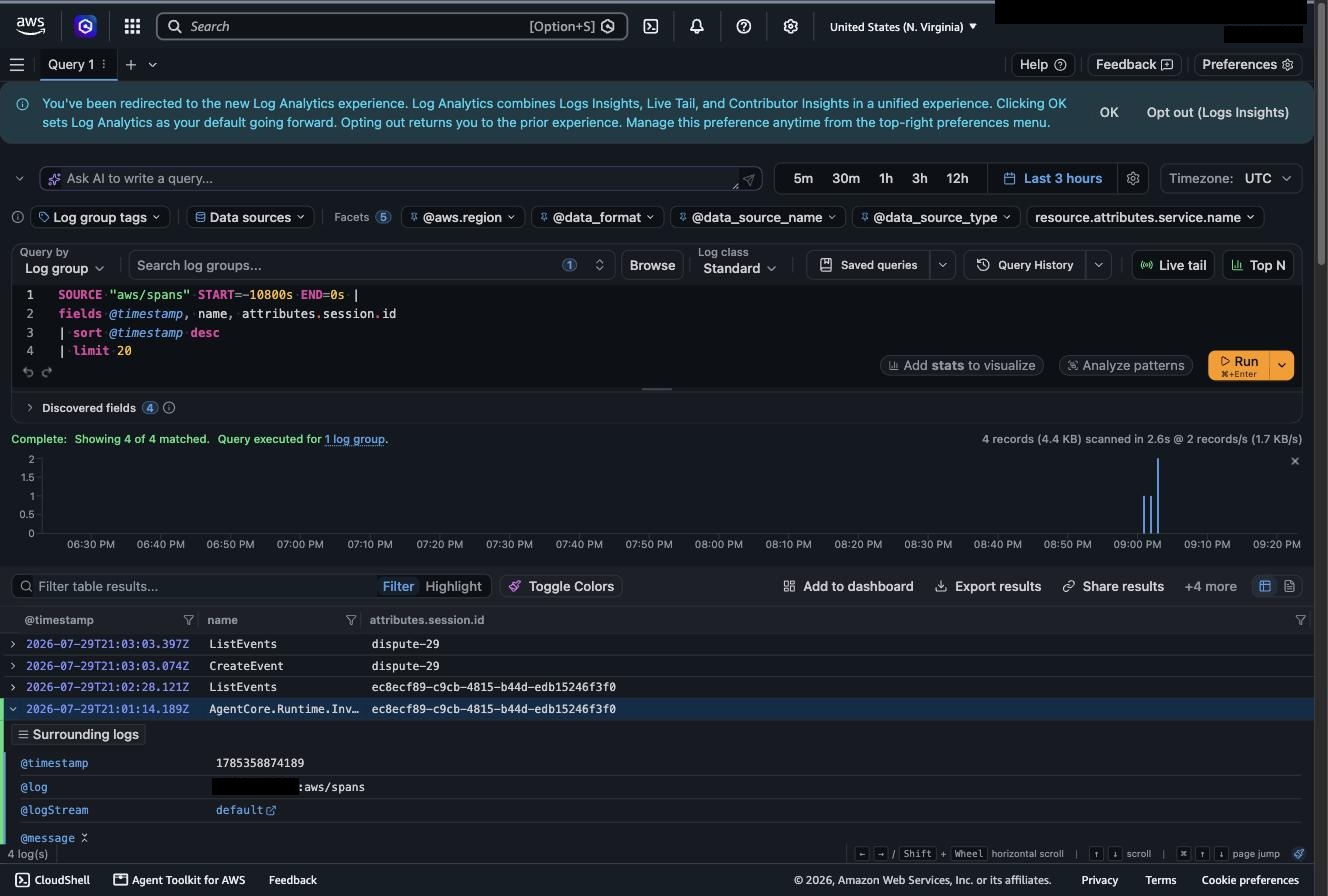 aws
Search [Option+S] United States (N. Virginia)
Query 1 Help Feedback Preferences
You've been redirected to the new Log Analytics experience. Log Analytics combines Logs Insights, Live Tail, and Contributor Insights in a unified experience. Clicking OK
sets Log Analytics as your default going forward. Opting out returns you to the prior experience. Manage this preference anytime from the top-right preferences menu.
OK Opt out (Logs Insights)
Ask AI to write a query... 5m 30m 1h 3h 12h Last 3 hours Timezone: UTC
Log group tags Data sources Facets 5 @aws.region @data_format @data_source_name @data_source_type resource.attributes.service.name
Query by
Log group Search log groups... 1 Browse
Log class
Standard Saved queries Query History Live tail Top N
1 SOURCE "aws/spans" START=-10800s END=0s |
2 fields @timestamp, name, attributes.session.id
3 | sort @timestamp desc
4 | limit 20
Add stats to visualize Analyze patterns Run
⌘+Enter
Discovered fields 4
Complete: Showing 4 of 4 matched. Query executed for 1 log group. 4 records (4.4 KB) scanned in 2.6s @ 2 records/s (1.7 KB/s)
2
1.5
1
0.5
0
06:30 PM 06:40 PM 06:50 PM 07:00 PM 07:10 PM 07:20 PM 07:30 PM 07:40 PM 07:50 PM 08:00 PM 08:10 PM 08:20 PM 08:30 PM 08:40 PM 08:50 PM 09:00 PM 09:10 PM 09:20 PM
Filter table results... Filter Highlight Toggle Colors Add to dashboard Export results Share results +4 more
@timestamp name attributes.session.id
2026-07-29T21:03:03.397Z ListEvents dispute-29
2026-07-29T21:03:03.074Z CreateEvent dispute-29
2026-07-29T21:02:28.121Z ListEvents ec8ecf89-c9cb-4815-b44d-edb15246f3f0
2026-07-29T21:01:14.189Z AgentCore.Runtime.Inv… ec8ecf89-c9cb-4815-b44d-edb15246f3f0
Surrounding logs
@timestamp 1785358874189
@log :aws/spans
@logStream default
@message
4 log(s) ← → / Shift + Wheel horizontal scroll | ↑ ↓ scroll | ⌘ ↑ ↓ page jump
CloudShell Agent Toolkit for AWS Feedback © 2026, Amazon Web Services, Inc. or its affiliates. Privacy Terms Cookie preferences